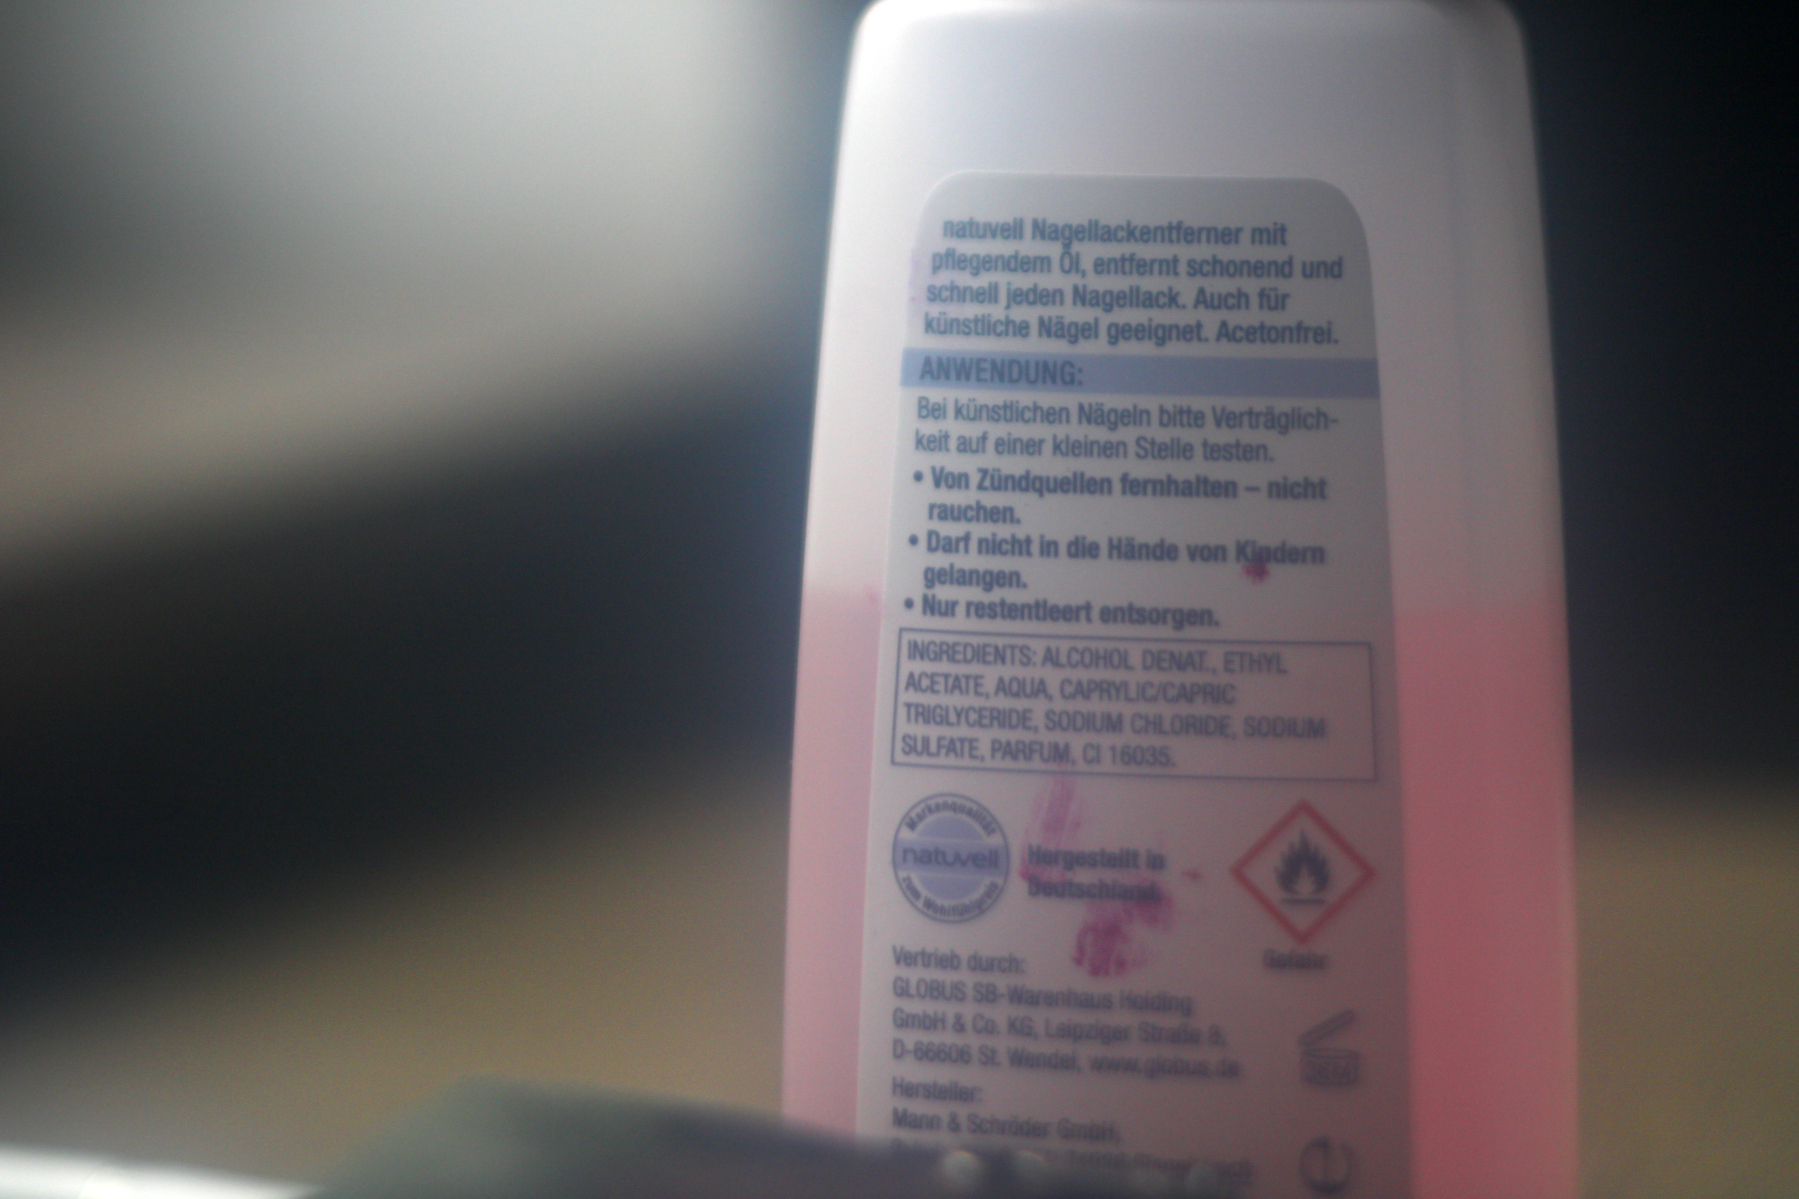 natuvell Nagellackentferner mit
pflegendem Öl, entfernt schonend und
schnell jeden Nagellack. Auch für
künstliche Nägel geeignet. Acetonfrei.
ANWENDUNG:
Bei künstlichen Nägeln bitte Verträglich-
keit auf einer kleinen Stelle testen.
• Von Zündquellen fernhalten – nicht
rauchen.
• Darf nicht in die Hände von Kindern
gelangen.
• Nur restentleert entsorgen.
INGREDIENTS: ALCOHOL DENAT., ETHYL
ACETATE, AQUA, CAPRYLIC/CAPRIC
TRIGLYCERIDE, SODIUM CHLORIDE, SODIUM
SULFATE, PARFUM, CI 16035.
Markenqualität
natuvell
zum Wohlfühlpreis
Hergestellt in
Deutschland.
Gefahr
Vertrieb durch:
GLOBUS SB-Warenhaus Holding
GmbH & Co. KG, Leipziger Straße 8,
D-66606 St. Wendel, www.globus.de
Hersteller:
Mann & Schröder GmbH,